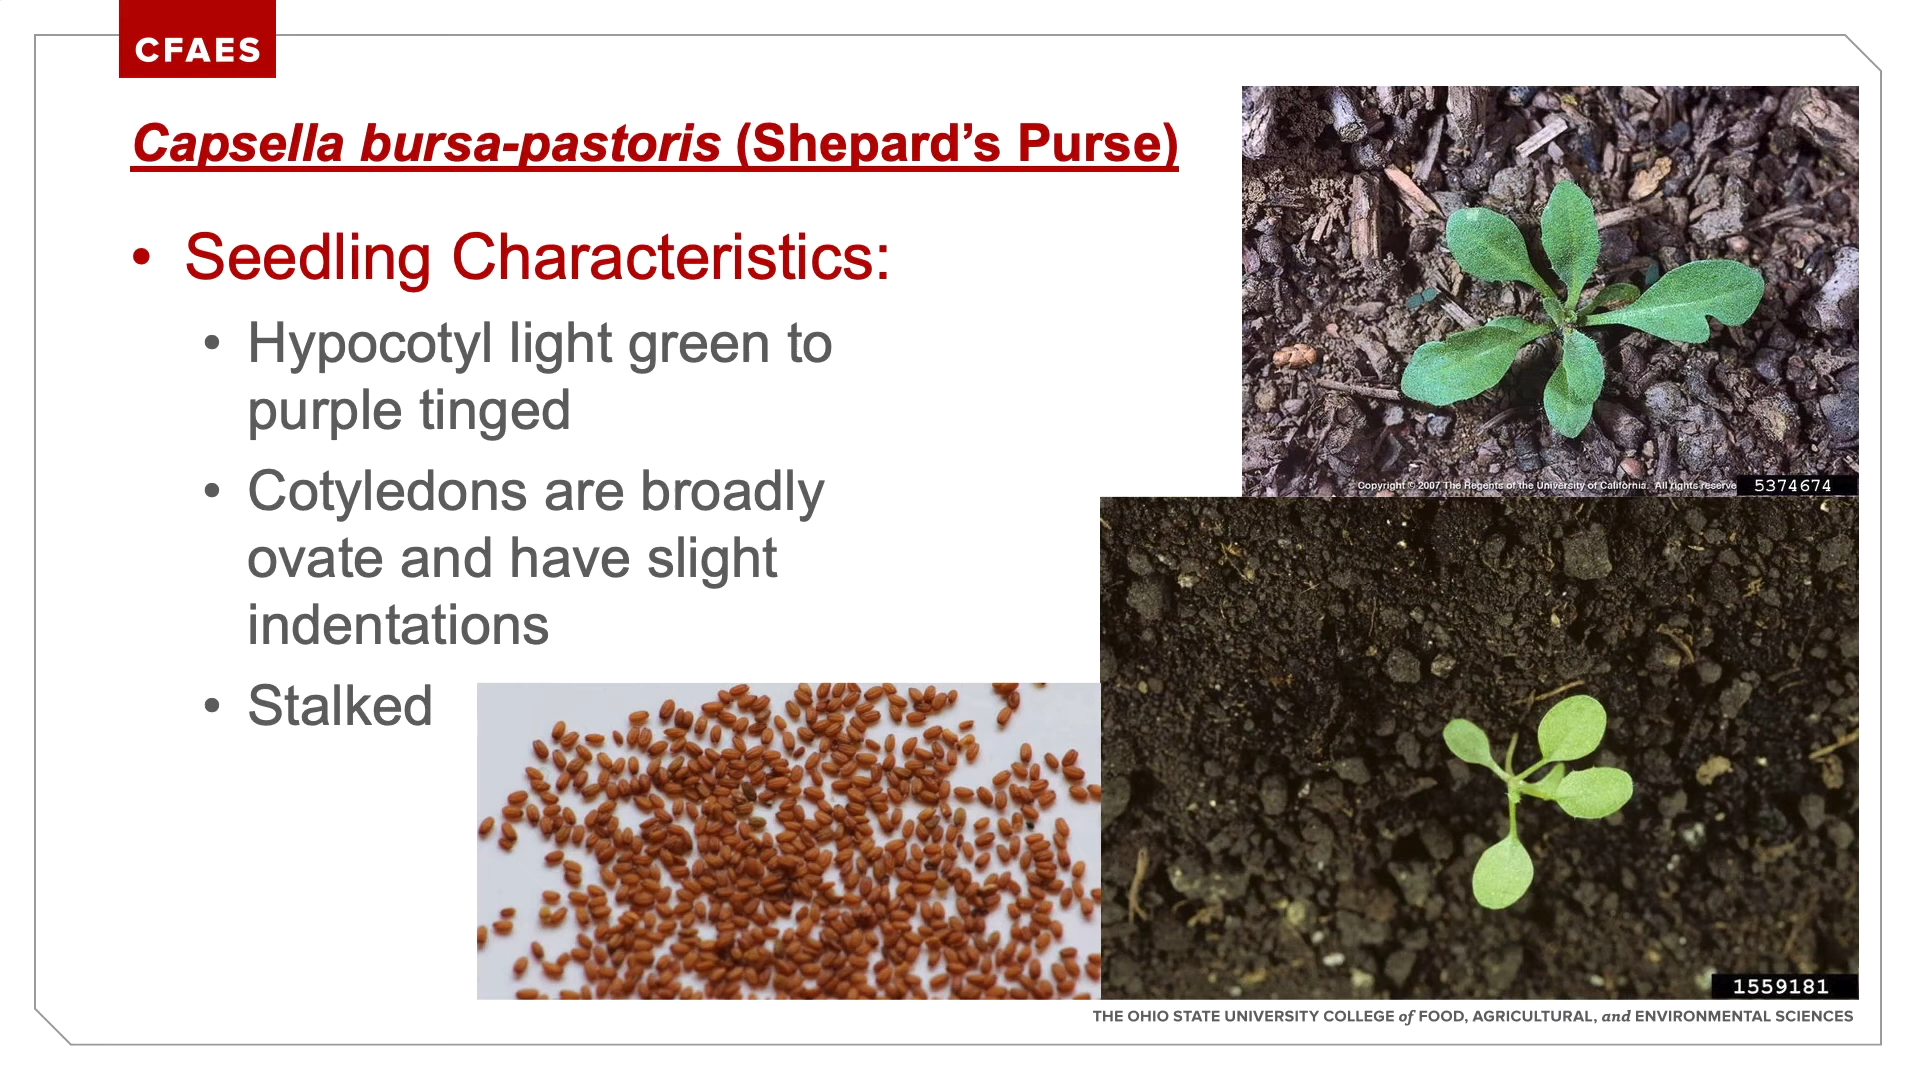 CFAES
Capsella bursa-pastoris (Shepard’s Purse)
• Seedling Characteristics:
• Hypocotyl light green to
purple tinged
• Cotyledons are broadly
ovate and have slight
indentations
• Stalked
Copyright © 2007 The Regents of the University of California. All rights reserve
5374674
1559181
THE OHIO STATE UNIVERSITY COLLEGE of FOOD, AGRICULTURAL, and ENVIRONMENTAL SCIENCES